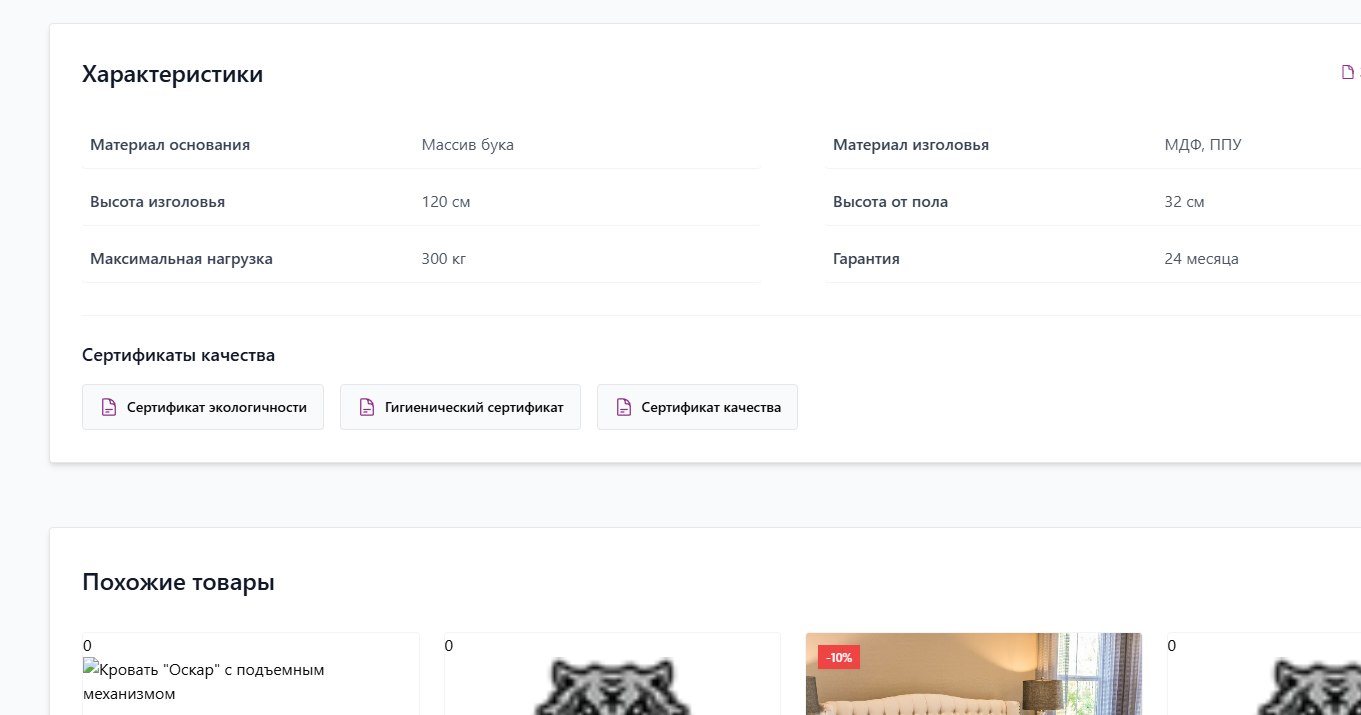 Характеристики
Материал основания Массив бука Материал изголовья МДФ, ППУ
Высота изголовья 120 см Высота от пола 32 см
Максимальная нагрузка 300 кг Гарантия 24 месяца
Сертификаты качества
Сертификат экологичности Гигиенический сертификат Сертификат качества
Похожие товары
0 0 0
-10%
Кровать "Оскар" с подъемным
механизмом